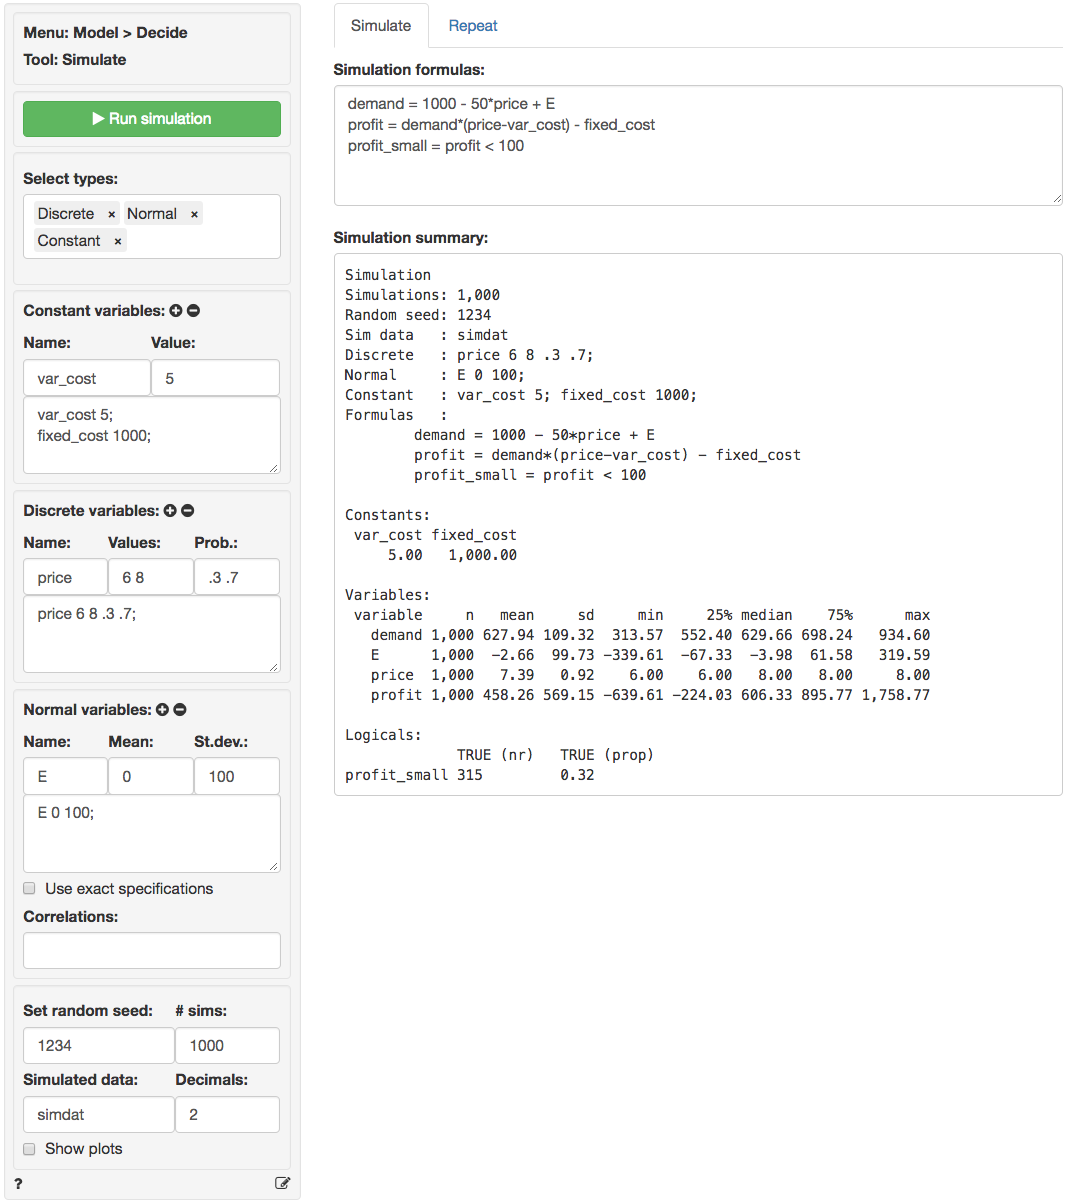 Menu: Model > Decide
Tool: Simulate
Run simulation
Select types:
Discrete × Normal ×
Constant ×
Constant variables:
Name: Value:
var_cost 5
var_cost 5;
fixed_cost 1000;
Discrete variables:
Name: Values: Prob.:
price 6 8 .3 .7
price 6 8 .3 .7;
Normal variables:
Name: Mean: St.dev.:
E 0 100
E 0 100;
Use exact specifications
Correlations:
Set random seed: # sims:
1234 1000
Simulated data: Decimals:
simdat 2
Show plots
?
Simulate Repeat
Simulation formulas:
demand = 1000 - 50*price + E
profit = demand*(price-var_cost) - fixed_cost
profit_small = profit < 100
Simulation summary:
Simulation
Simulations: 1,000
Random seed: 1234
Sim data : simdat
Discrete : price 6 8 .3 .7;
Normal : E 0 100;
Constant : var_cost 5; fixed_cost 1000;
Formulas :
demand = 1000 - 50*price + E
profit = demand*(price-var_cost) - fixed_cost
profit_small = profit < 100
Constants:
var_cost fixed_cost
5.00 1,000.00
Variables:
variable n mean sd min 25% median 75% max
demand 1,000 627.94 109.32 313.57 552.40 629.66 698.24 934.60
E 1,000 -2.66 99.73 -339.61 -67.33 -3.98 61.58 319.59
price 1,000 7.39 0.92 6.00 6.00 8.00 8.00 8.00
profit 1,000 458.26 569.15 -639.61 -224.03 606.33 895.77 1,758.77
Logicals:
TRUE (nr) TRUE (prop)
profit_small 315 0.32